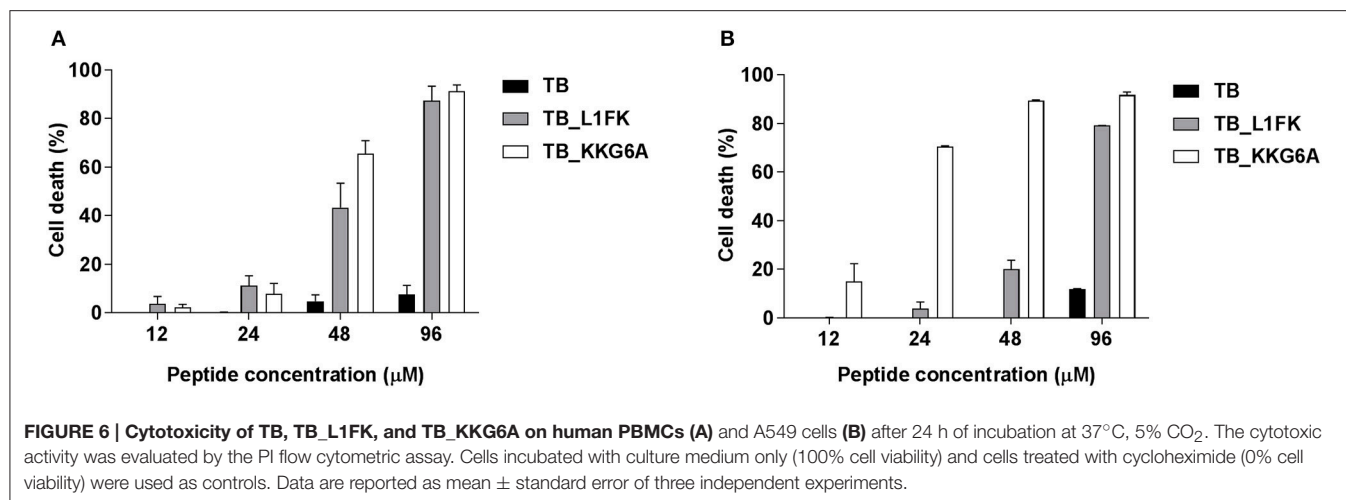 A
100
80
60
40
20
0
Cell death (%)
12 24 48 96
Peptide concentration (μM)
TB
TB_L1FK
TB_KKG6A
B
100
80
60
40
20
0
Cell death (%)
12 24 48 96
Peptide concentration (μM)
TB
TB_L1FK
TB_KKG6A
FIGURE 6 | Cytotoxicity of TB, TB_L1FK, and TB_KKG6A on human PBMCs (A) and A549 cells (B) after 24 h of incubation at 37°C, 5% CO₂. The cytotoxic
activity was evaluated by the PI flow cytometric assay. Cells incubated with culture medium only (100% cell viability) and cells treated with cycloheximide (0% cell
viability) were used as controls. Data are reported as mean ± standard error of three independent experiments.